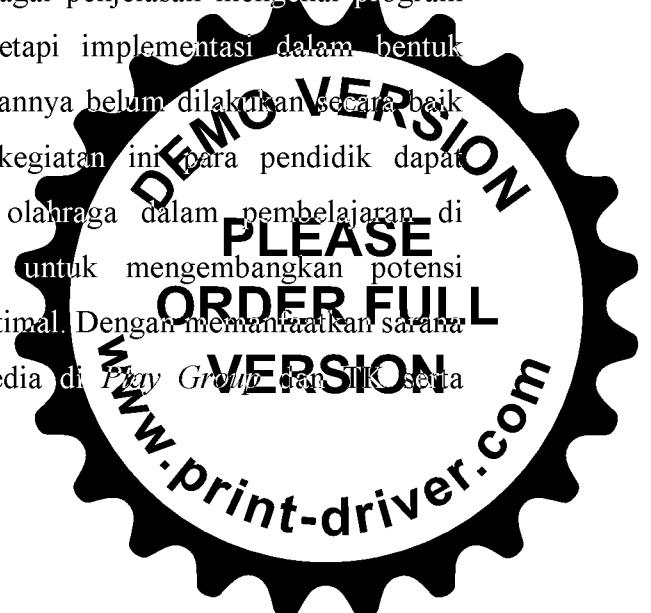 penjelasan mengenai program
etapi implementasi dalam bentuk
annya belum dilakukan secara baik
kegiatan ini para pendidik dapat
olahraga dalam pembelajaran di
untuk mengembangkan potensi
timal. Dengan memanfaatkan sarana
edia di Play Group dan TK serta
DEMO VERSION
PLEASE
ORDER FULL
VERSION
www.print-driver.com